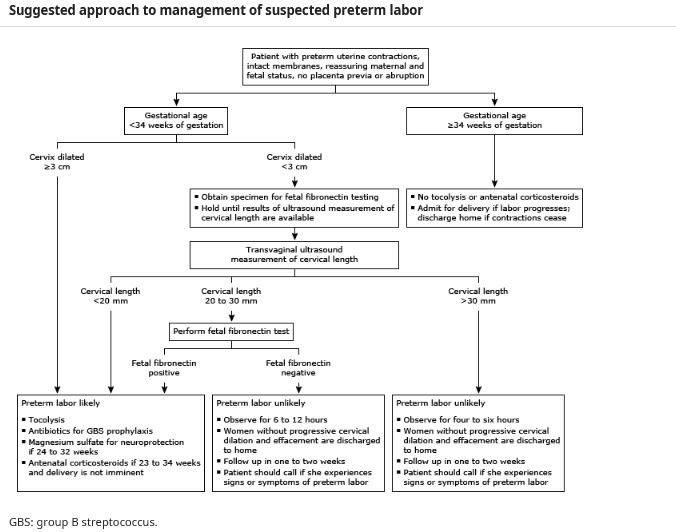 Suggested approach to management of suspected preterm labor
Patient with preterm uterine contractions,
intact membranes, reassuring maternal and
fetal status, no placenta previa or abruption
Gestational age
<34 weeks of gestation
Gestational age
≥34 weeks of gestation
Cervix dilated
≥3 cm
Cervix dilated
<3 cm
▪ Obtain specimen for fetal fibronectin testing
▪ Hold until results of ultrasound measurement of
cervical length are available
▪ No tocolysis or antenatal corticosteroids
▪ Admit for delivery if labor progresses;
discharge home if contractions cease
Transvaginal ultrasound
measurement of cervical length
Cervical length
<20 mm
Cervical length
20 to 30 mm
Cervical length
>30 mm
Perform fetal fibronectin test
Fetal fibronectin
positive
Fetal fibronectin
negative
Preterm labor likely
▪ Tocolysis
▪ Antibiotics for GBS prophylaxis
▪ Magnesium sulfate for neuroprotection
if 24 to 32 weeks
▪ Antenatal corticosteroids if 23 to 34 weeks
and delivery is not imminent
Preterm labor unlikely
▪ Observe for 6 to 12 hours
▪ Women without progressive cervical
dilation and effacement are discharged
to home
▪ Follow up in one to two weeks
▪ Patient should call if she experiences
signs or symptoms of preterm labor
Preterm labor unlikely
▪ Observe for four to six hours
▪ Women without progressive cervical
dilation and effacement are discharged
to home
▪ Follow up in one to two weeks
▪ Patient should call if she experiences
signs or symptoms of preterm labor
GBS: group B streptococcus.